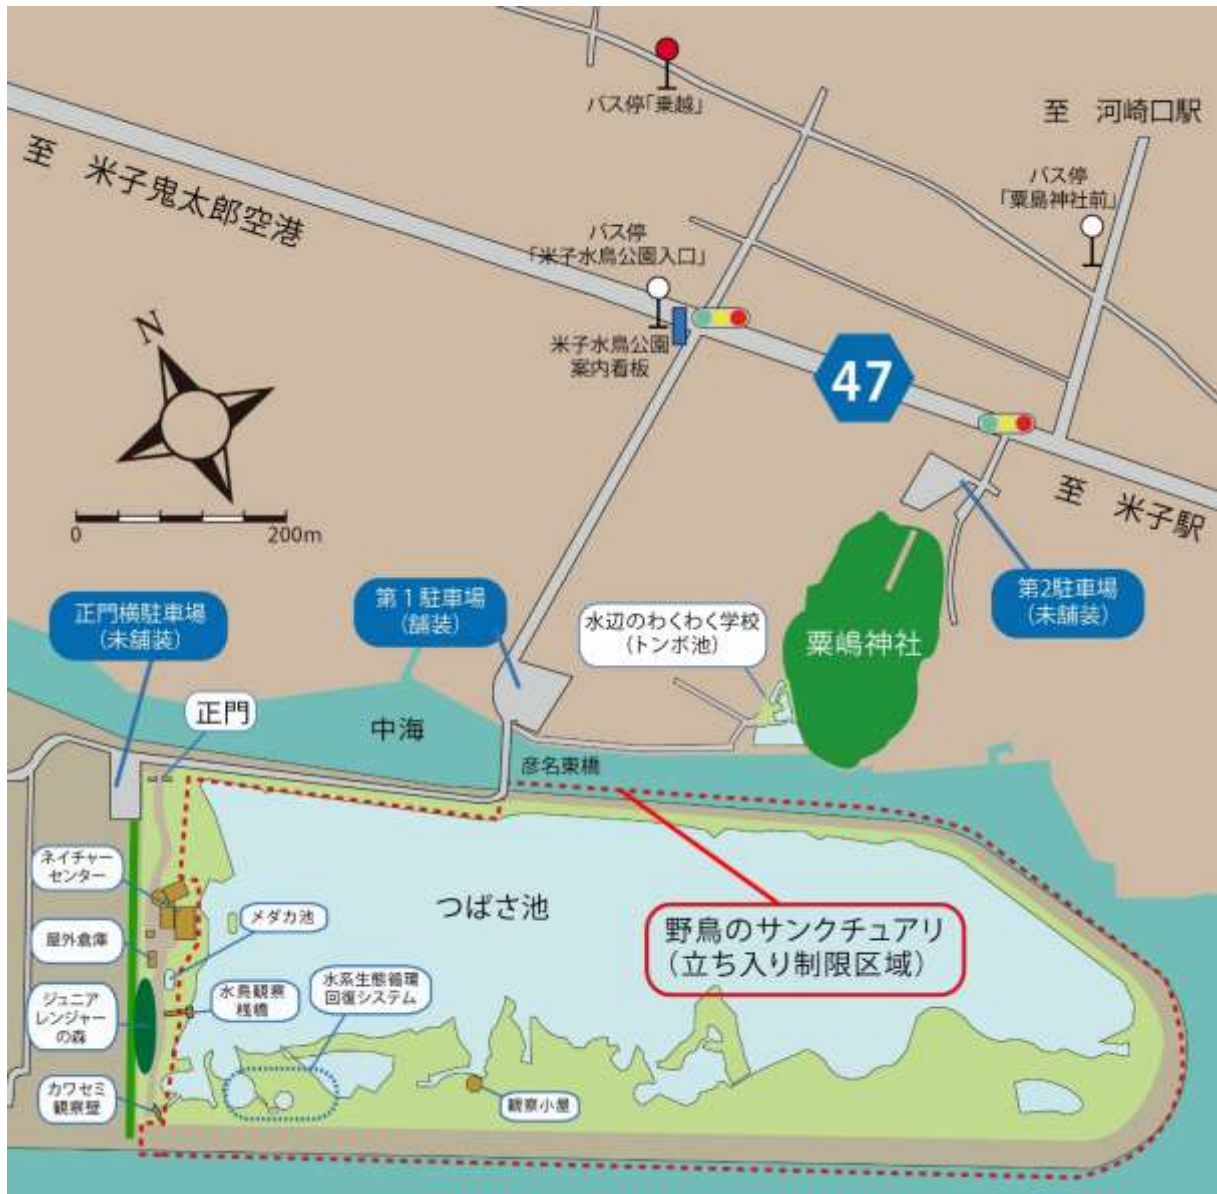 バス停「乗越」
至 河崎口駅
至 米子鬼太郎空港
バス停
「粟島神社前」
バス停
「米子水鳥公園入口」
米子水鳥公園
案内看板
47
N
0
200m
至 米子駅
正門横駐車場
(未舗装)
第1駐車場
(舗装)
水辺のわくわく学校
(トンボ池)
第2駐車場
(未舗装)
粟嶋神社
正門
中海
彦名東橋
ネイチャー
センター
つばさ池
野鳥のサンクチュアリ
(立ち入り制限区域)
メダカ池
屋外倉庫
水鳥観察
桟橋
水系生態循環
回復システム
ジュニア
レンジャー
の森
カワセミ
観察壁
観察小屋